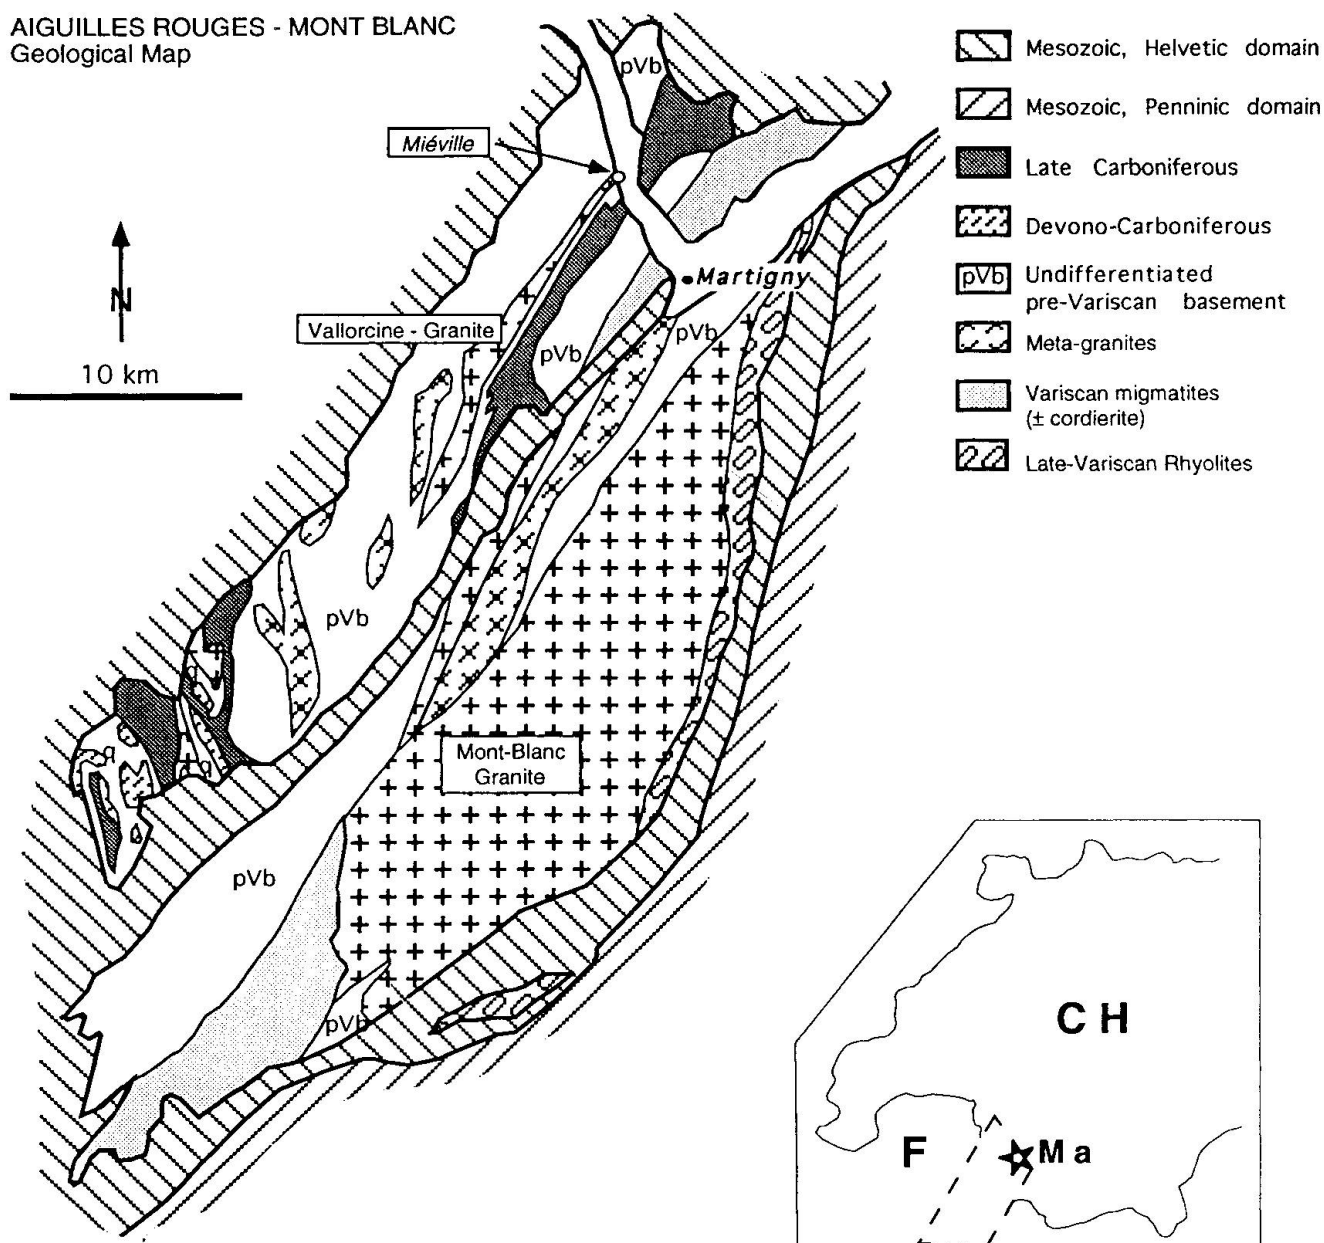 AIGUILLES ROUGES - MONT BLANC
Geological Map
Miéville
N
10 km
Vallorcine - Granite
Martigny
pVb
pVb
pVb
pVb
Mont-Blanc
Granite
pVb
pVb
g
g
g
Mesozoic, Helvetic domain
Mesozoic, Penninic domain
Late Carboniferous
Devono-Carboniferous
pVb
Undifferentiated
pre-Variscan basement
Meta-granites
Variscan migmatites
(± cordierite)
Late-Variscan Rhyolites
CH
F
Ma